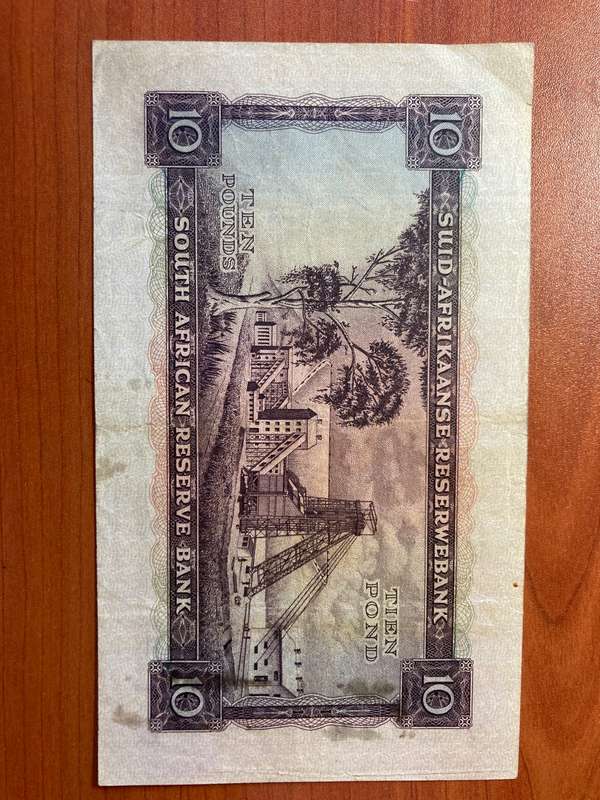 10
10
SUID-AFRIKAANSE RESERWEBANK
TEN
POUNDS
TIEN
POND
SOUTH AFRICAN RESERVE BANK
10
10